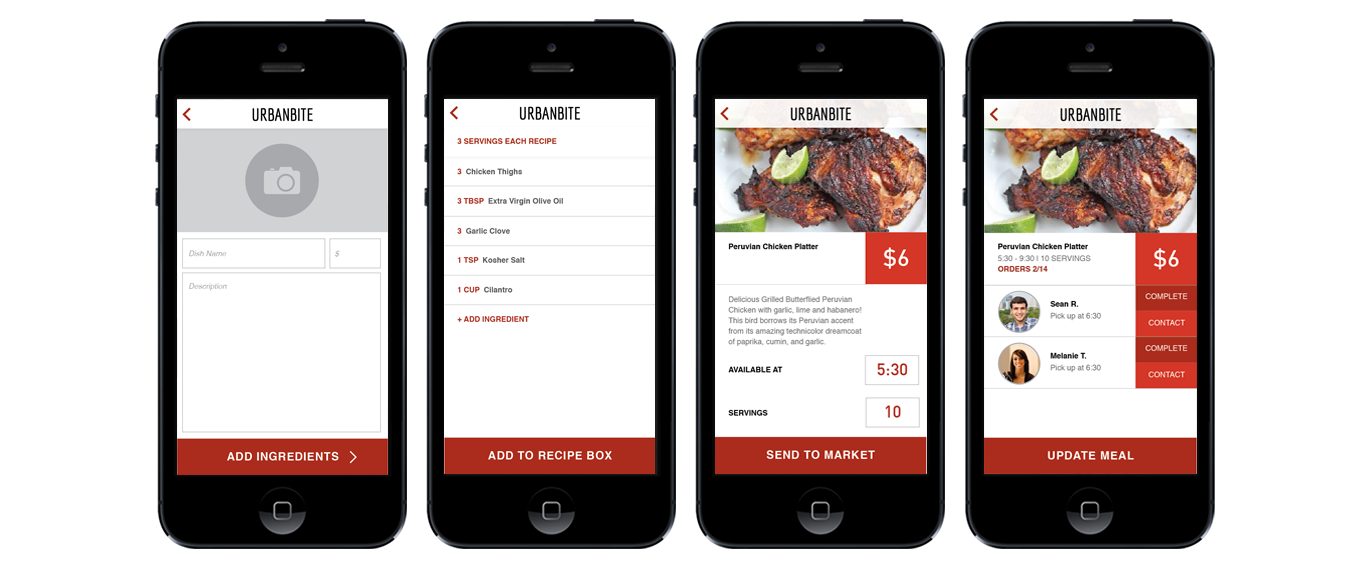 URBANBITE
Dish Name
$
Description
ADD INGREDIENTS
URBANBITE
3 SERVINGS EACH RECIPE
3 Chicken Thighs
3 TBSP Extra Virgin Olive Oil
3 Garlic Clove
1 TSP Kosher Salt
1 CUP Cilantro
+ ADD INGREDIENT
ADD TO RECIPE BOX
URBANBITE
Peruvian Chicken Platter
$6
Delicious Grilled Butterflied Peruvian
Chicken with garlic, lime and habanero!
This bird borrows its Peruvian accent
from its amazing technicolor dreamcoat
of paprika, cumin, and garlic.
AVAILABLE AT
5:30
SERVINGS
10
SEND TO MARKET
URBANBITE
Peruvian Chicken Platter
5:30 - 9:30 | 10 SERVINGS
ORDERS 2/14
$6
Sean R.
Pick up at 6:30
COMPLETE
CONTACT
Melanie T.
Pick up at 6:30
COMPLETE
CONTACT
UPDATE MEAL